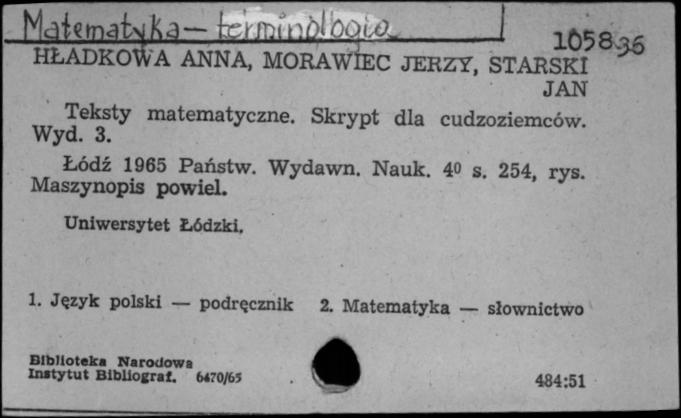 Matematyka — terminologia
105836
HŁADKOWA ANNA, MORAWIEC JERZY, STARSKI
JAN
Teksty matematyczne. Skrypt dla cudzoziemców.
Wyd. 3.
Łódź 1965 Państw. Wydawn. Nauk. 4⁰ s. 254, rys.
Maszynopis powiel.
Uniwersytet Łódzki.
1. Język polski — podręcznik 2. Matematyka — słownictwo
Biblioteka Narodowa
Instytut Bibliograf. 6470/65
484:51